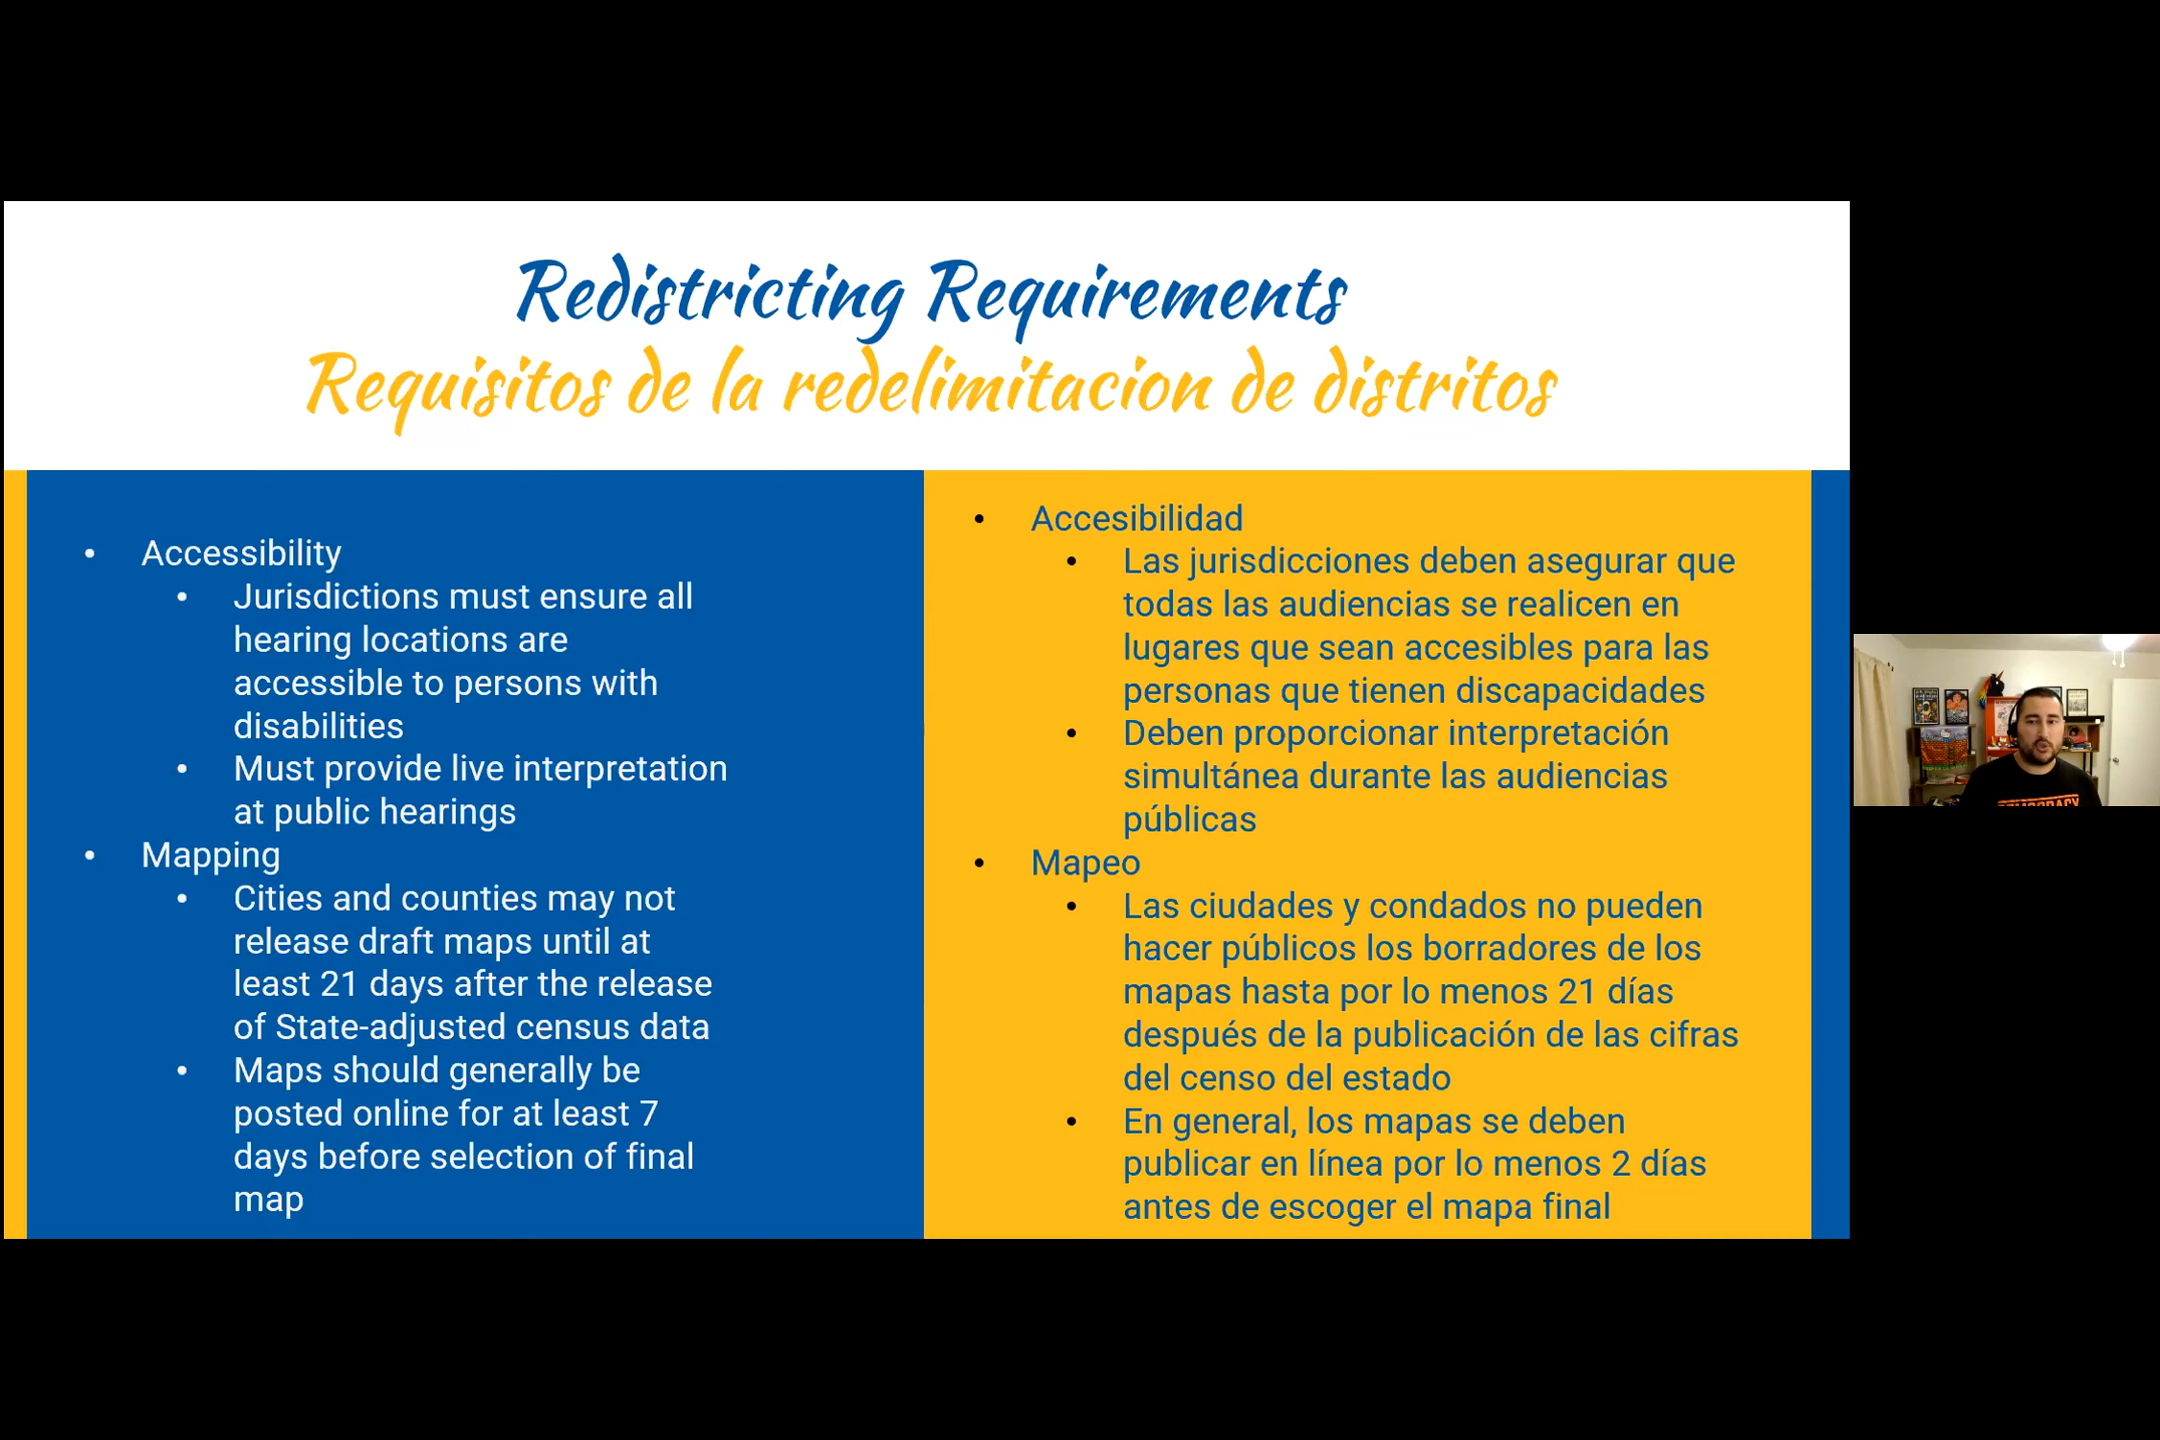 Redistricting Requirements
Requisitos de la redelimitacion de distritos
• Accessibility
• Jurisdictions must ensure all
hearing locations are
accessible to persons with
disabilities
• Must provide live interpretation
at public hearings
• Mapping
• Cities and counties may not
release draft maps until at
least 21 days after the release
of State-adjusted census data
• Maps should generally be
posted online for at least 7
days before selection of final
map
• Accesibilidad
• Las jurisdicciones deben asegurar que
todas las audiencias se realicen en
lugares que sean accesibles para las
personas que tienen discapacidades
• Deben proporcionar interpretación
simultánea durante las audiencias
públicas
• Mapeo
• Las ciudades y condados no pueden
hacer públicos los borradores de los
mapas hasta por lo menos 21 días
después de la publicación de las cifras
del censo del estado
• En general, los mapas se deben
publicar en línea por lo menos 2 días
antes de escoger el mapa final